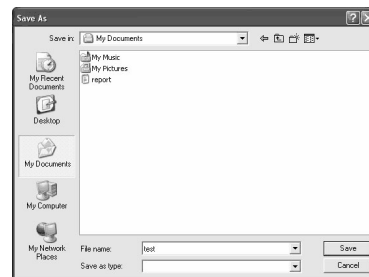 Save As
Save in:
My Documents
My Music
My Pictures
report
My Recent
Documents
Desktop
My Documents
My Computer
My Network
Places
File name:
test
Save
Save as type:
Cancel